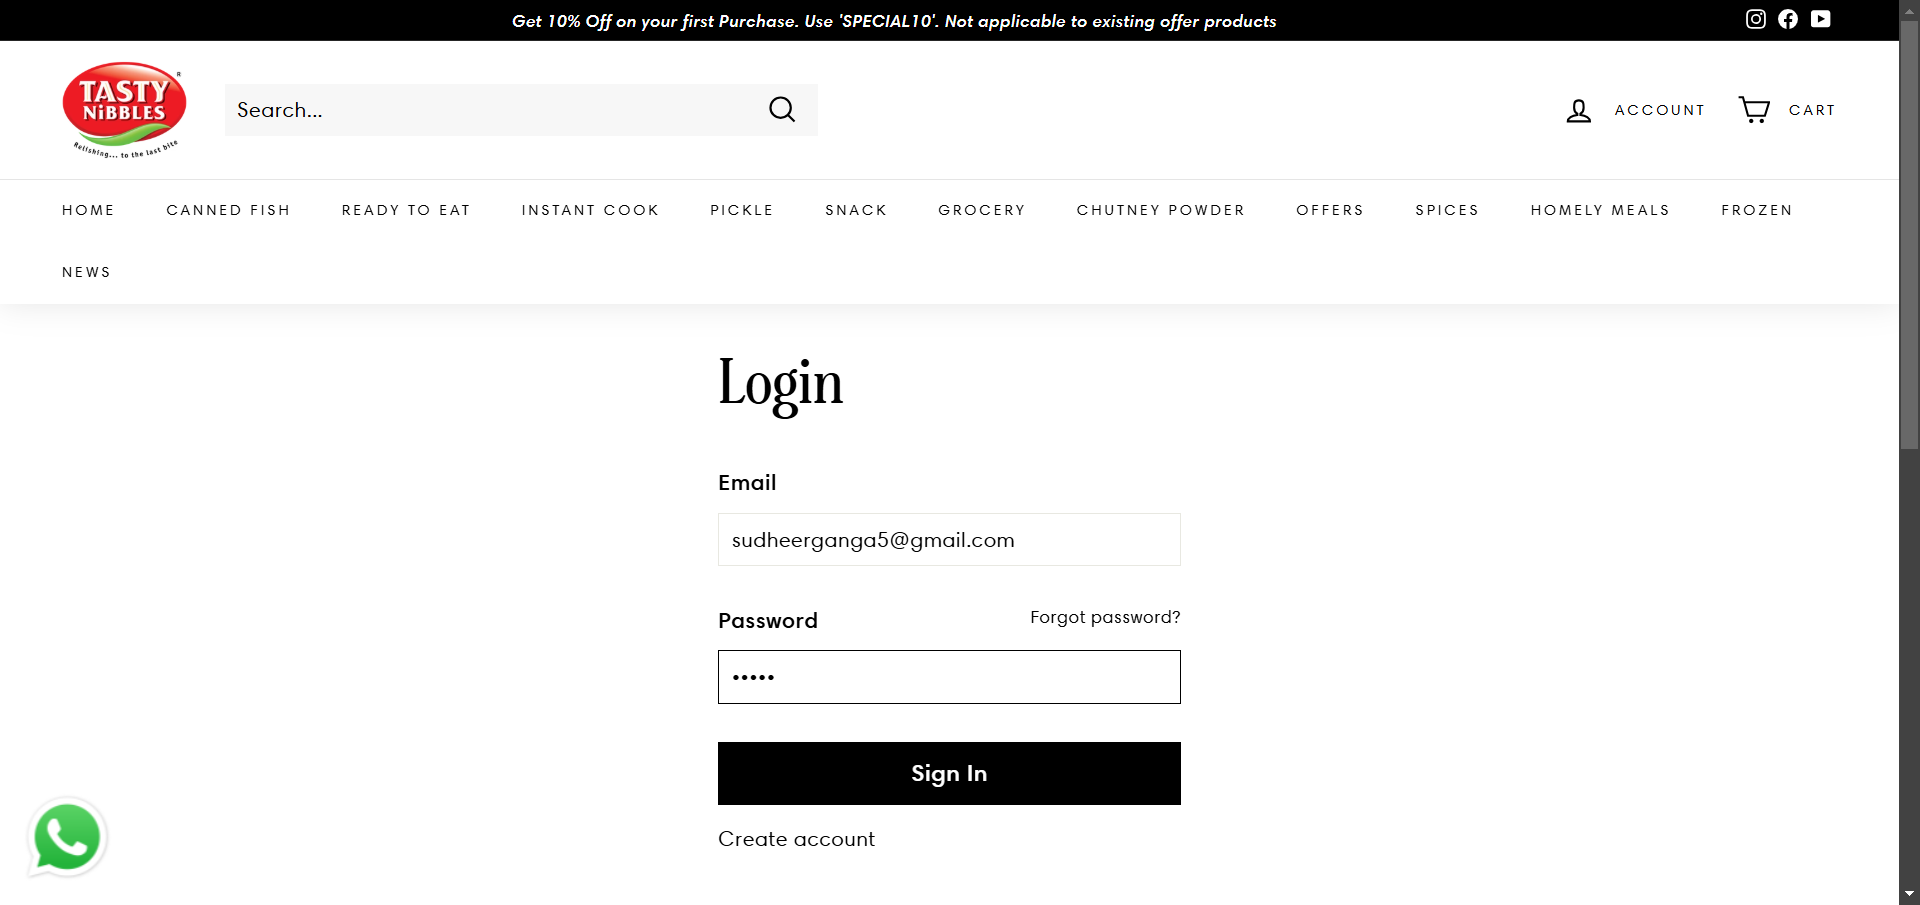 Get 10% Off on your first Purchase. Use 'SPECIAL10'. Not applicable to existing offer products
TASTY
NiBBLES
Relishing... to the last bite
Search...
ACCOUNT
CART
HOME
CANNED FISH
READY TO EAT
INSTANT COOK
PICKLE
SNACK
GROCERY
CHUTNEY POWDER
OFFERS
SPICES
HOMELY MEALS
FROZEN
NEWS
Login
Email
sudheerganga5@gmail.com
Password
Forgot password?
•••••
Sign In
Create account